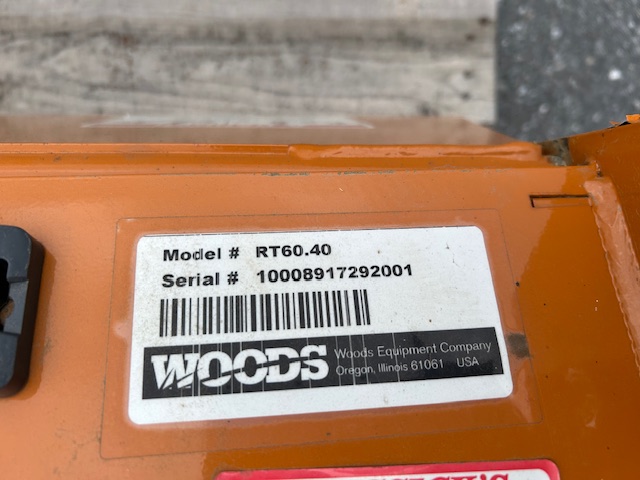 Model # RT60.40
Serial # 10008917292001
WOODS
Woods Equipment Company
Oregon, Illinois 61061 USA